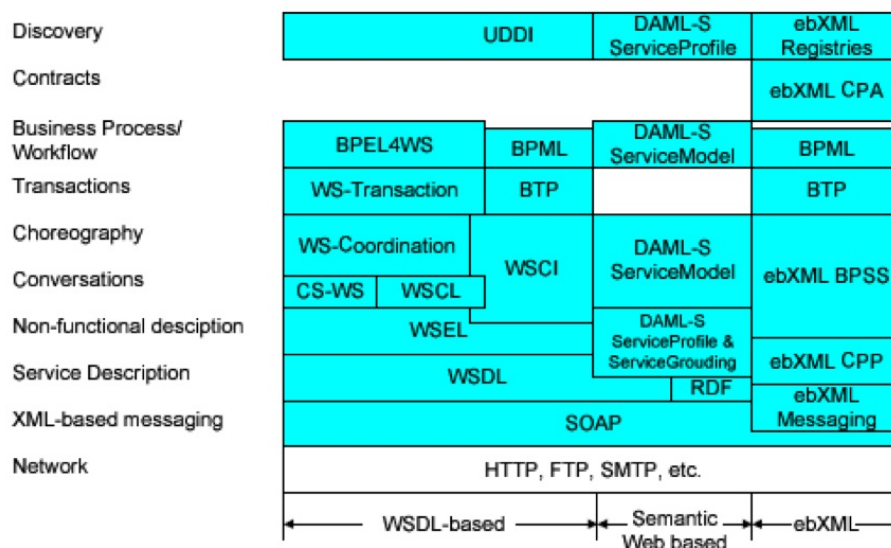 Discovery
UDDI
DAML-S
ServiceProfile
ebXML
Registries
Contracts
ebXML CPA
Business Process/
Workflow
BPEL4WS
BPML
DAML-S
ServiceModel
BPML
Transactions
WS-Transaction
BTP
BTP
Choreography
WS-Coordination
WSCI
DAML-S
ServiceModel
ebXML BPSS
Conversations
CS-WS
WSCL
Non-functional desciption
WSEL
DAML-S
ServiceProfile &
ServiceGrouding
Service Description
WSDL
RDF
ebXML CPP
XML-based messaging
SOAP
ebXML
Messaging
Network
HTTP, FTP, SMTP, etc.
WSDL-based
Semantic
Web based
ebXML